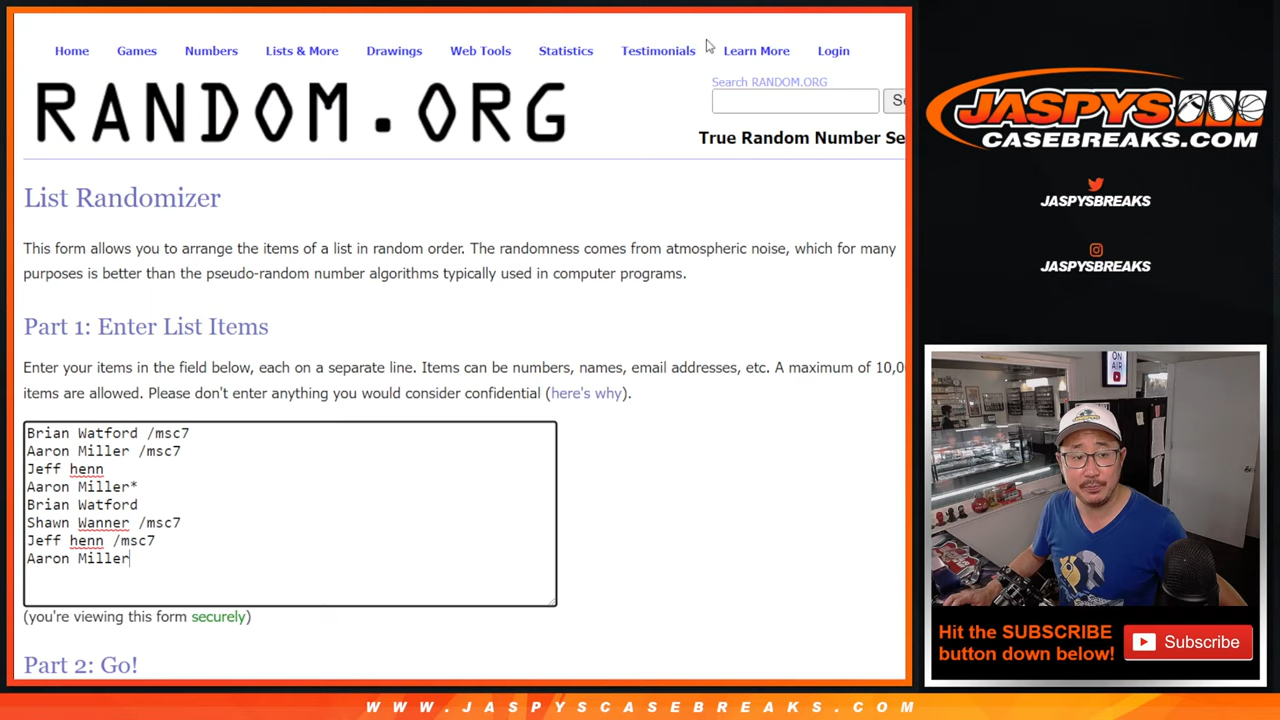 Home Games Numbers Lists & More Drawings Web Tools Statistics Testimonials Learn More Login
RANDOM.ORG
Search RANDOM.ORG
Se
True Random Number Se
List Randomizer
This form allows you to arrange the items of a list in random order. The randomness comes from atmospheric noise, which for many
purposes is better than the pseudo-random number algorithms typically used in computer programs.
Part 1: Enter List Items
Enter your items in the field below, each on a separate line. Items can be numbers, names, email addresses, etc. A maximum of 10,0
items are allowed. Please don't enter anything you would consider confidential (here's why).
Brian Watford /msc7
Aaron Miller /msc7
Jeff henn
Aaron Miller*
Brian Watford
Shawn Wanner /msc7
Jeff henn /msc7
Aaron Miller
(you're viewing this form securely)
Part 2: Go!
JASPYS
CASEBREAKS.COM
JASPYSBREAKS
JASPYSBREAKS
ON
AIR
Hit the SUBSCRIBE
button down below!
Subscribe
WWW.JASPYSCASEBREAKS.COM